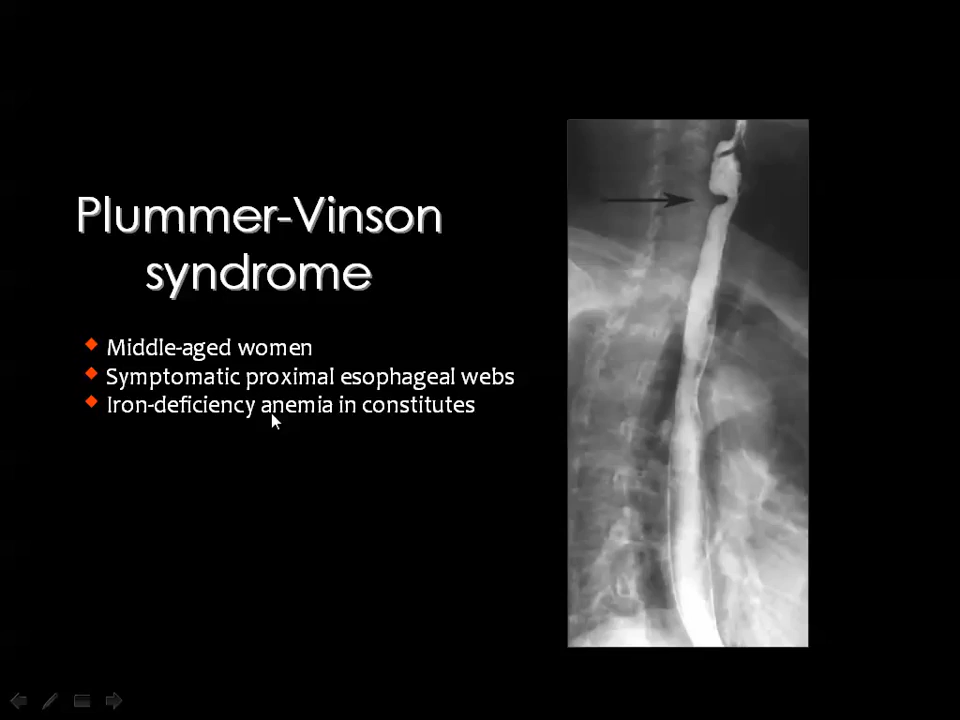 Plummer-Vinson
syndrome
Middle-aged women
Symptomatic proximal esophageal webs
Iron-deficiency anemia in constitutes